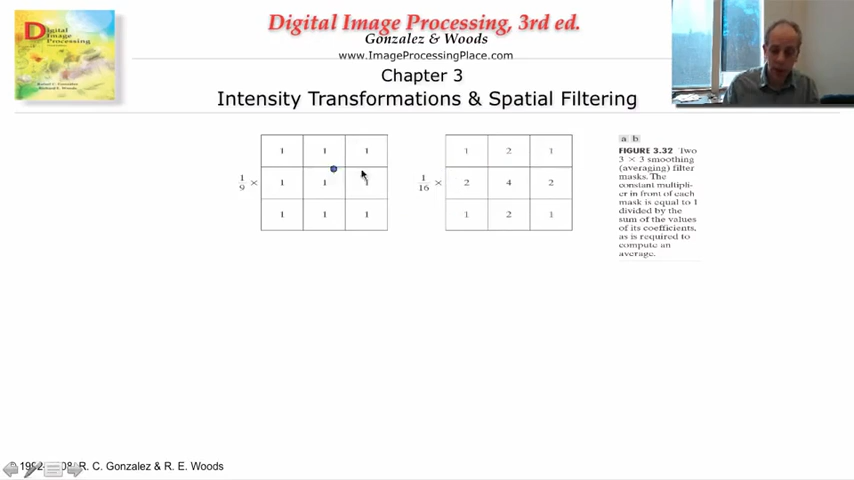 Digital
Image
Processing
Digital Image Processing, 3rd ed.
Gonzalez & Woods
www.ImageProcessingPlace.com
Chapter 3
Intensity Transformations & Spatial Filtering
1/9 ×
1 1 1
1 1 1
1 1 1
1/16 ×
1 2 1
2 4 2
1 2 1
a b
FIGURE 3.32 Two
3 × 3 smoothing
(averaging) filter
masks. The
constant multipli-
er in front of each
mask is equal to 1
divided by the
sum of the values
of its coefficients,
as is required to
compute an
average.
R. C. Gonzalez & R. E. Woods